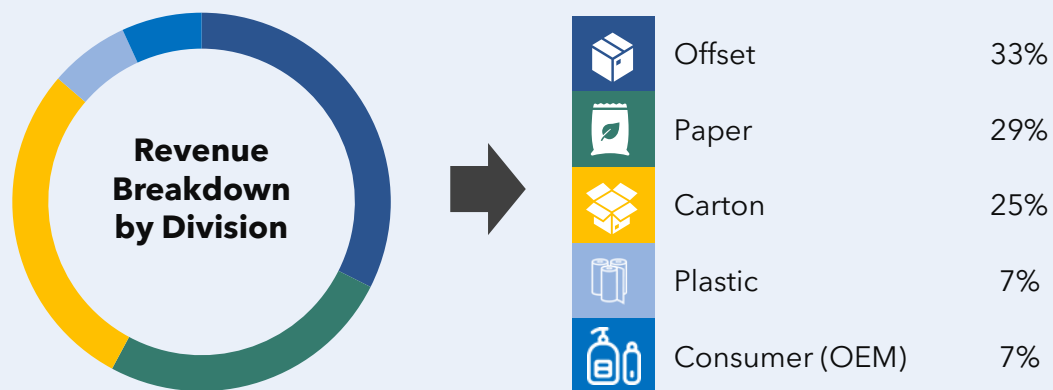 Revenue
Breakdown
by Division
Offset 33%
Paper 29%
Carton 25%
Plastic 7%
Consumer (OEM) 7%